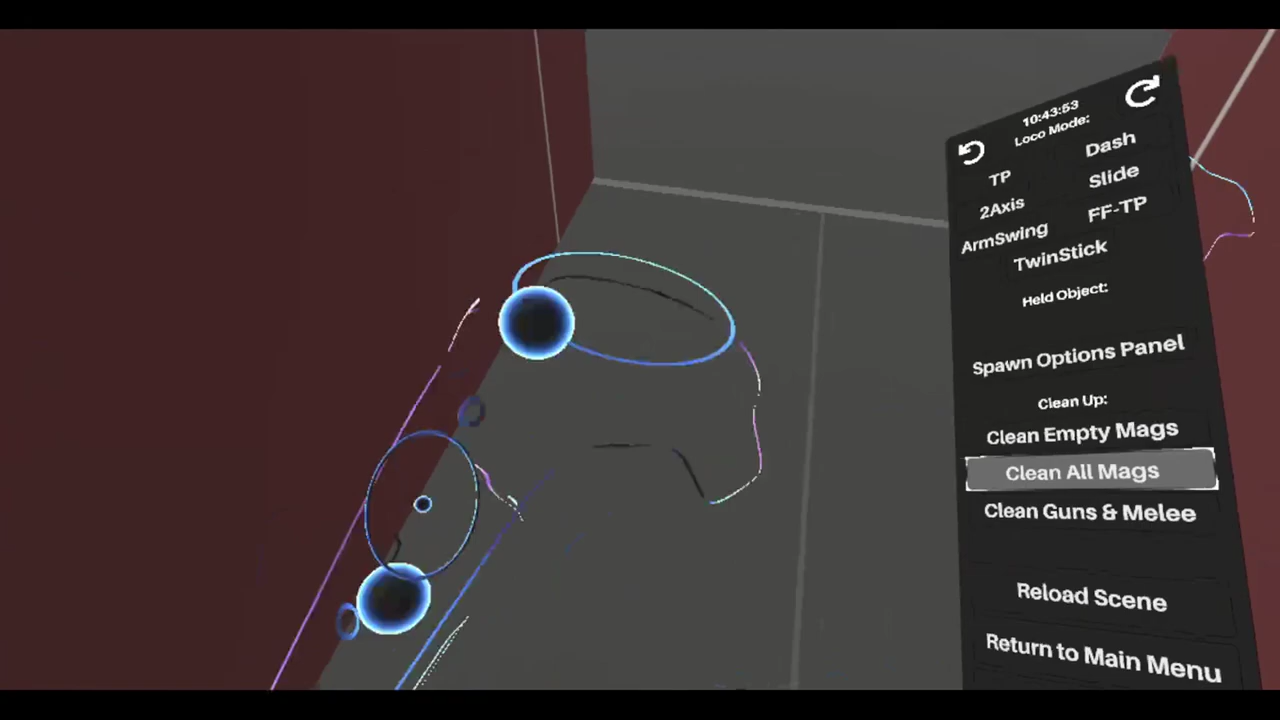 10:43:53
Loco Mode:
TP
Dash
2Axis
Slide
ArmSwing
FF-TP
TwinStick
Held Object:
Spawn Options Panel
Clean Up:
Clean Empty Mags
Clean All Mags
Clean Guns & Melee
Reload Scene
Return to Main Menu